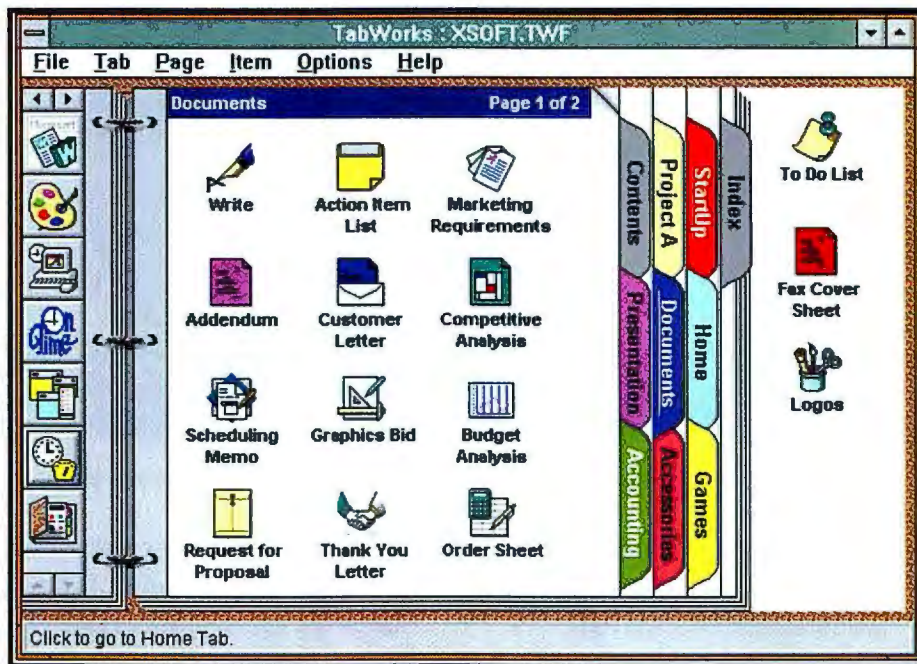 TabWorks : XSOFT.TWF
File Tab Page Item Options Help
Documents Page 1 of 2
Write
Action Item
List
Marketing
Requirements
Addendum
Customer
Letter
Competitive
Analysis
Scheduling
Memo
Graphics Bid
Budget
Analysis
Request for
Proposal
Thank You
Letter
Order Sheet
Contents
Presentation
Accounting
Project A
Documents
Accessories
StartUp
Home
Games
Index
To Do List
Fax Cover
Sheet
Logos
W
On
Time
Click to go to Home Tab.